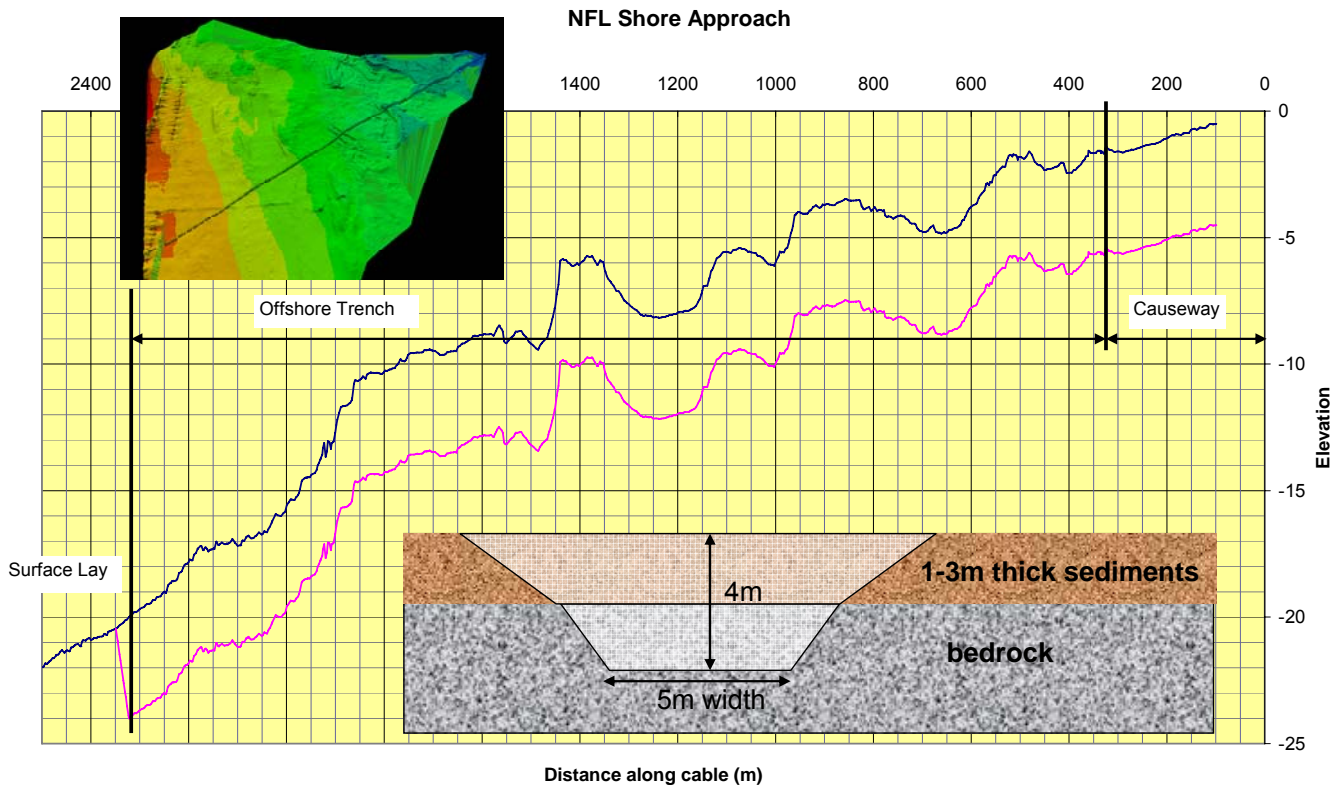 NFL Shore Approach
2400
1400
1200
1000
800
600
400
200
0
0
-5
-10
-15
-20
-25
Elevation
Offshore Trench
Causeway
Surface Lay
4m
1-3m thick sediments
bedrock
5m width
Distance along cable (m)